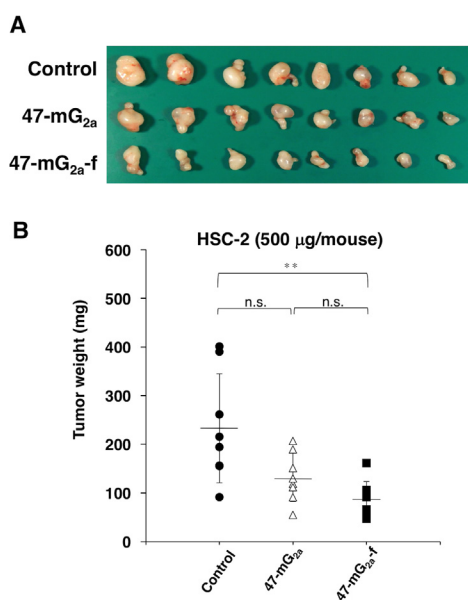 A
Control
47-mG2a
47-mG2a-f
B
HSC-2 (500 μg/mouse)
600
500
400
300
200
100
0
Tumor weight (mg)
**
n.s.
n.s.
Control
47-mG2a
47-mG2a-f